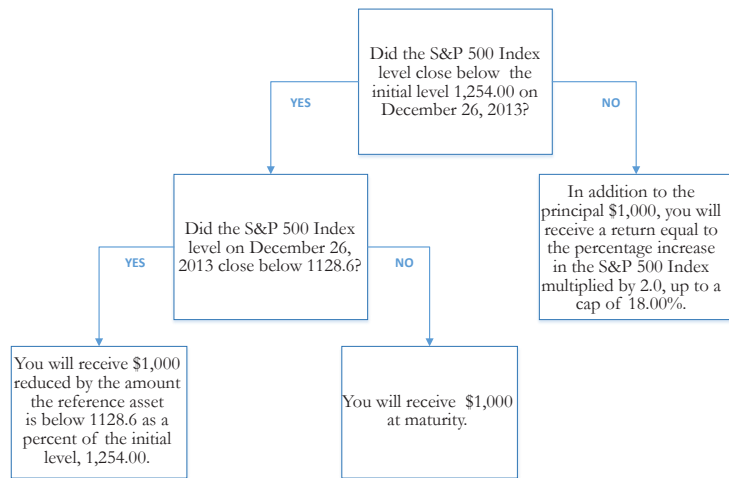 Did the S&P 500 Index
level close below the
initial level 1,254.00 on
December 26, 2013?
YES
NO
Did the S&P 500 Index
level on December 26,
2013 close below 1128.6?
In addition to the
principal $1,000, you will
receive a return equal to
the percentage increase
in the S&P 500 Index
multiplied by 2.0, up to a
cap of 18.00%.
YES
NO
You will receive $1,000
reduced by the amount
the reference asset
is below 1128.6 as a
percent of the initial
level, 1,254.00.
You will receive $1,000
at maturity.